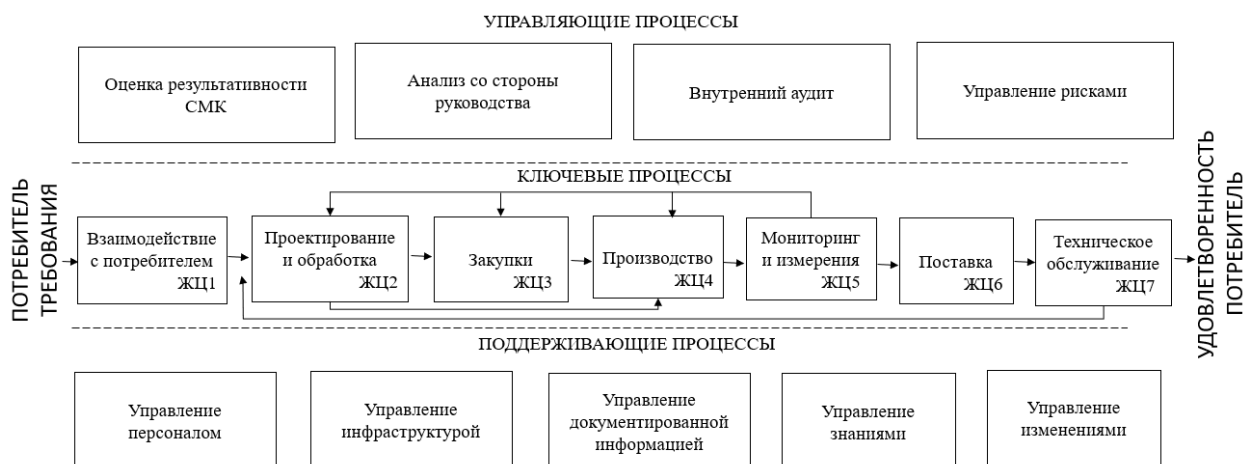 УПРАВЛЯЮЩИЕ ПРОЦЕССЫ
Оценка результативности
СМК
Анализ со стороны
руководства
Внутренний аудит
Управление рисками
КЛЮЧЕВЫЕ ПРОЦЕССЫ
ПОТРЕБИТЕЛЬ
ТРЕБОВАНИЯ
Взаимодействие
с потребителем
ЖЦ1
Проектирование
и обработка
ЖЦ2
Закупки
ЖЦ3
Производство
ЖЦ4
Мониторинг
и измерения
ЖЦ5
Поставка
ЖЦ6
Техническое
обслуживание
ЖЦ7
УДОВЛЕТВОРЕННОСТЬ
ПОТРЕБИТЕЛЬ
ПОДДЕРЖИВАЮЩИЕ ПРОЦЕССЫ
Управление
персоналом
Управление
инфраструктурой
Управление
документированной
информацией
Управление
знаниями
Управление
изменениями